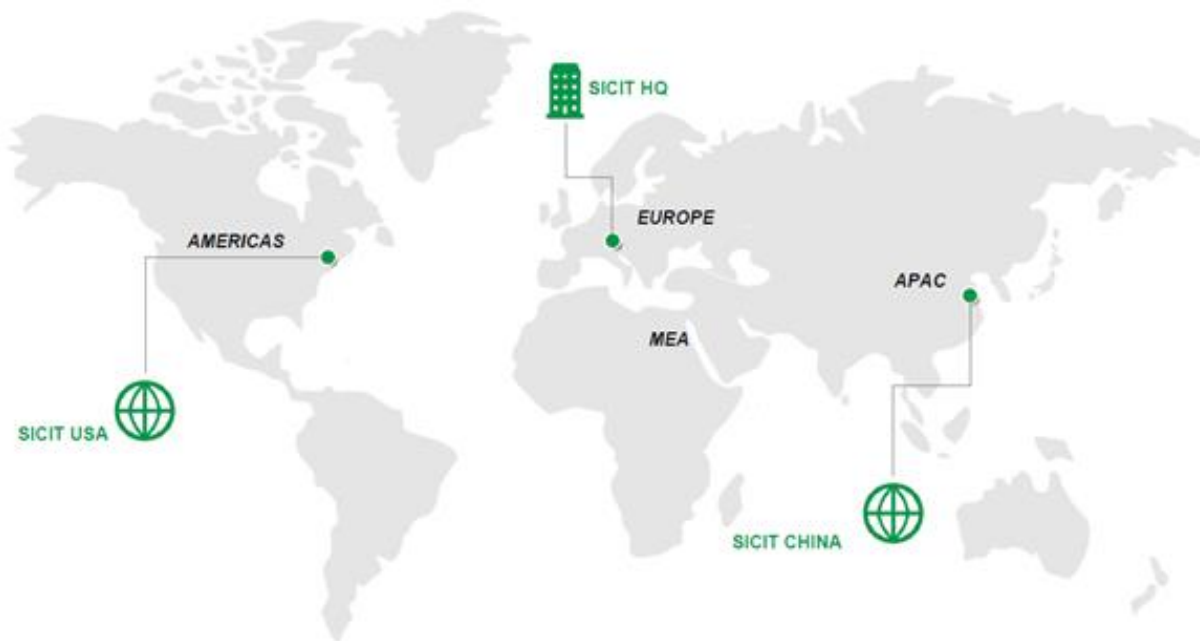 SICIT HQ
EUROPE
AMERICAS
APAC
MEA
SICIT USA
SICIT CHINA